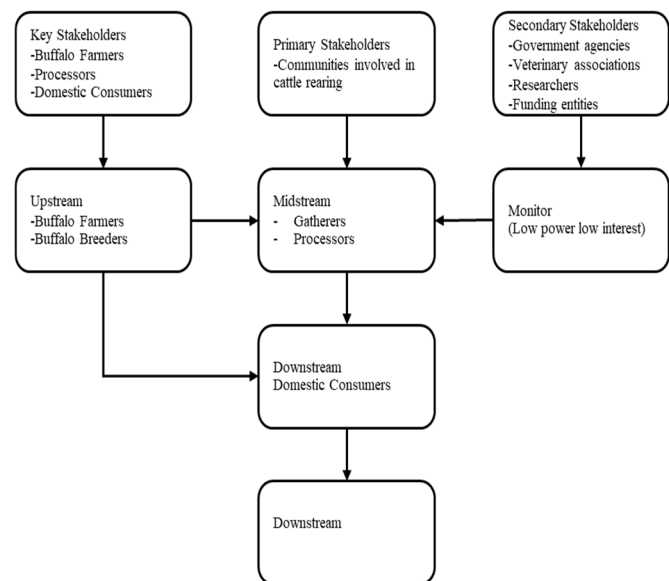 Key Stakeholders
-Buffalo Farmers
-Processors
-Domestic Consumers
Primary Stakeholders
-Communities involved in
cattle rearing
Secondary Stakeholders
-Government agencies
-Veterinary associations
-Researchers
-Funding entities
Upstream
-Buffalo Farmers
-Buffalo Breeders
Midstream
- Gatherers
- Processors
Monitor
(Low power low interest)
Downstream
Domestic Consumers
Downstream